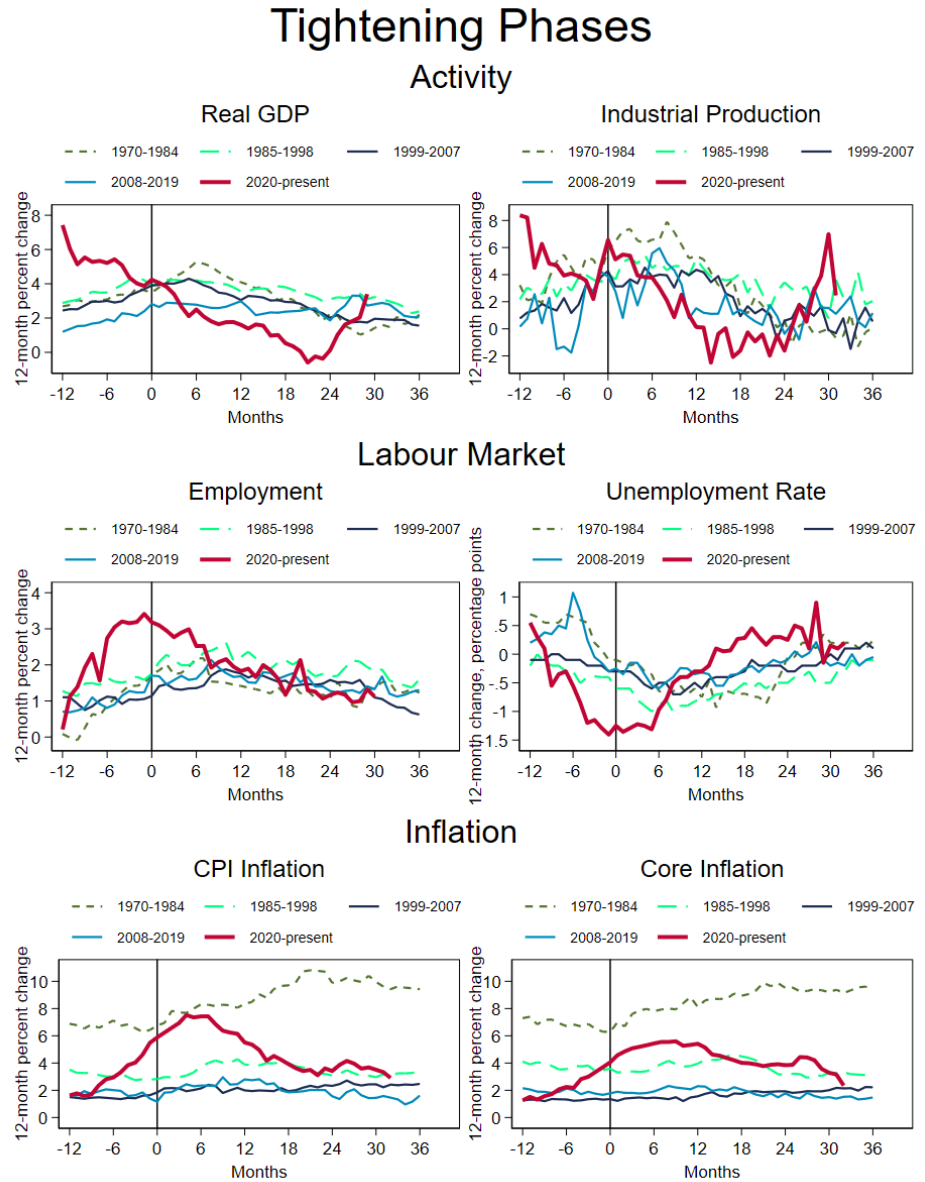 Tightening Phases
Activity
Real GDP
1970-1984 1985-1998 1999-2007
2008-2019 2020-present
12-month percent change
8
6
4
2
0
-12 -6 0 6 12 18 24 30 36
Months
Industrial Production
1970-1984 1985-1998 1999-2007
2008-2019 2020-present
12-month percent change
8
6
4
2
0
-2
-12 -6 0 6 12 18 24 30 36
Months
Labour Market
Employment
1970-1984 1985-1998 1999-2007
2008-2019 2020-present
12-month percent change
4
3
2
1
0
-12 -6 0 6 12 18 24 30 36
Months
Unemployment Rate
1970-1984 1985-1998 1999-2007
2008-2019 2020-present
12-month change, percentage points
1
.5
0
-.5
-1
-1.5
-12 -6 0 6 12 18 24 30 36
Months
Inflation
CPI Inflation
1970-1984 1985-1998 1999-2007
2008-2019 2020-present
12-month percent change
10
8
6
4
2
0
-12 -6 0 6 12 18 24 30 36
Months
Core Inflation
1970-1984 1985-1998 1999-2007
2008-2019 2020-present
12-month percent change
10
8
6
4
2
0
-12 -6 0 6 12 18 24 30 36
Months